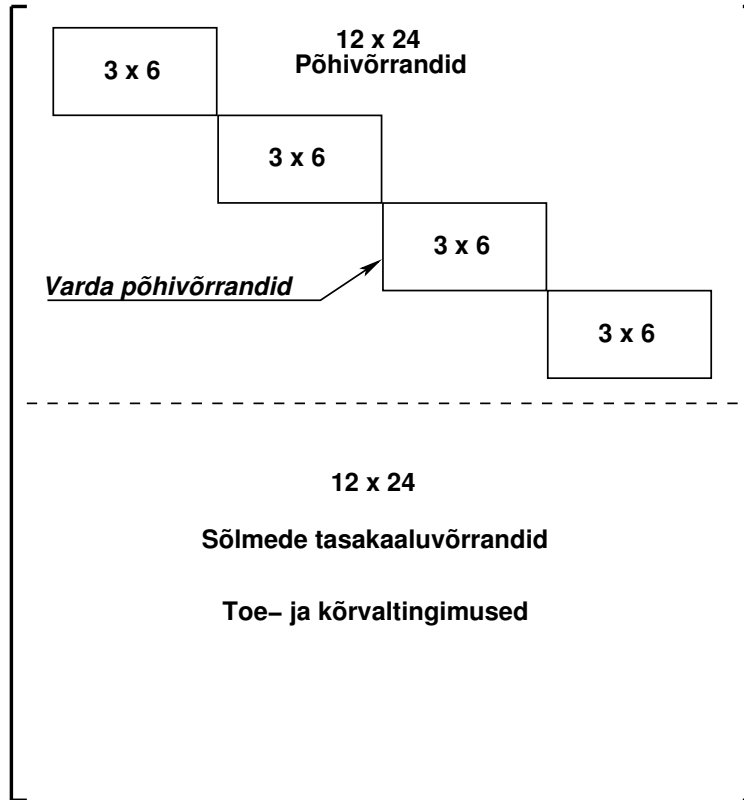 12 x 24
Põhivõrrandid
3 x 6
3 x 6
3 x 6
Varda põhivõrrandid
3 x 6
12 x 24
Sõlmede tasakaaluvõrrandid
Toe– ja kõrvaltingimused